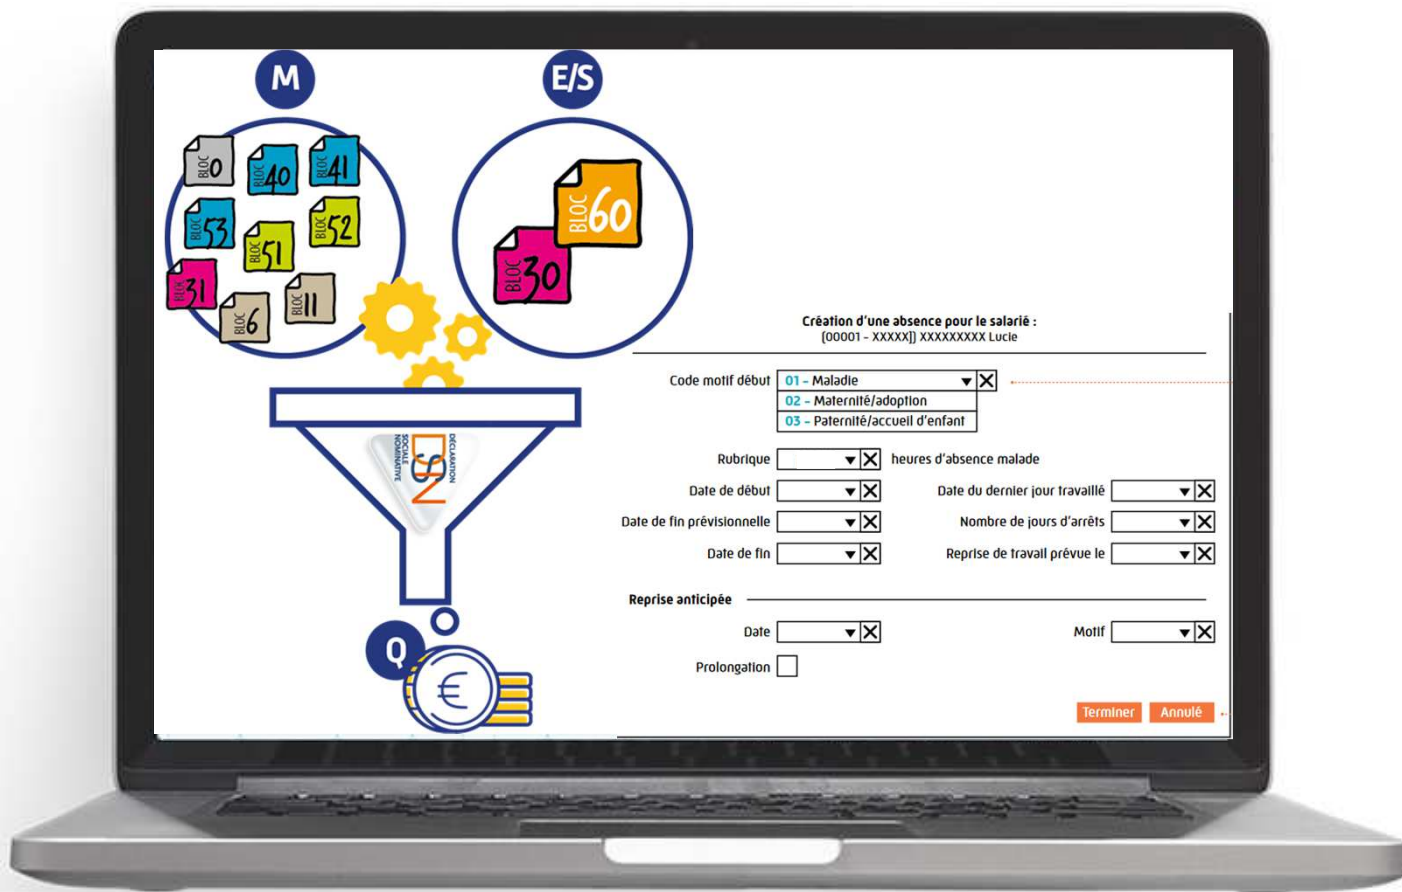 M
E/S
BLOC 0
BLOC 40
BLOC 41
BLOC 53
BLOC 51
BLOC 52
BLOC 31
BLOC 6
BLOC 11
BLOC 60
BLOC 30
DSN
DÉCLARATION
SOCIALE
NOMINATIVE
Q
€
Création d'une absence pour le salarié :
[00001 - XXXXX]] XXXXXXXXX Lucie
Code motif début 01 - Maladie
02 - Maternité/adoption
03 - Paternité/accueil d'enfant
Rubrique heures d'absence malade
Date de début Date du dernier jour travaillé
Date de fin prévisionnelle Nombre de jours d'arrêts
Date de fin Reprise de travail prévue le
Reprise anticipée
Date Motif
Prolongation
Terminer Annulé